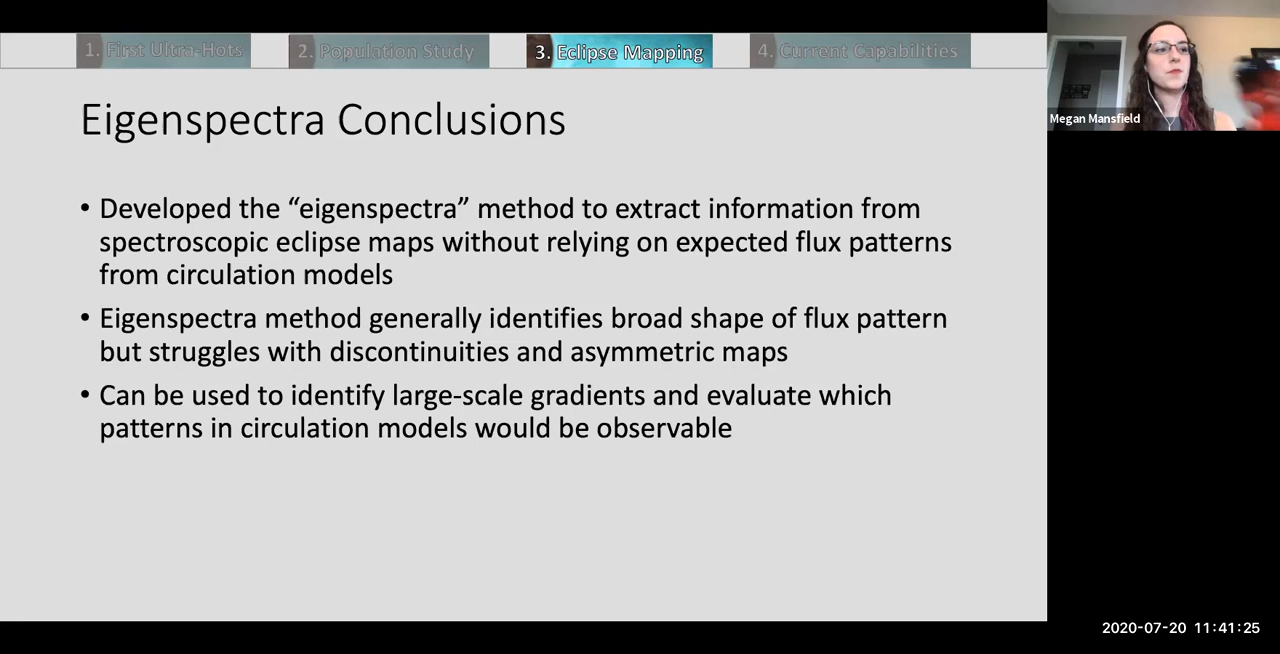 1. First Ultra-Hots
2. Population Study
3. Eclipse Mapping
4. Current Capabilities
Megan Mansfield
Eigenspectra Conclusions
• Developed the “eigenspectra” method to extract information from
spectroscopic eclipse maps without relying on expected flux patterns
from circulation models
• Eigenspectra method generally identifies broad shape of flux pattern
but struggles with discontinuities and asymmetric maps
• Can be used to identify large-scale gradients and evaluate which
patterns in circulation models would be observable
2020-07-20 11:41:25